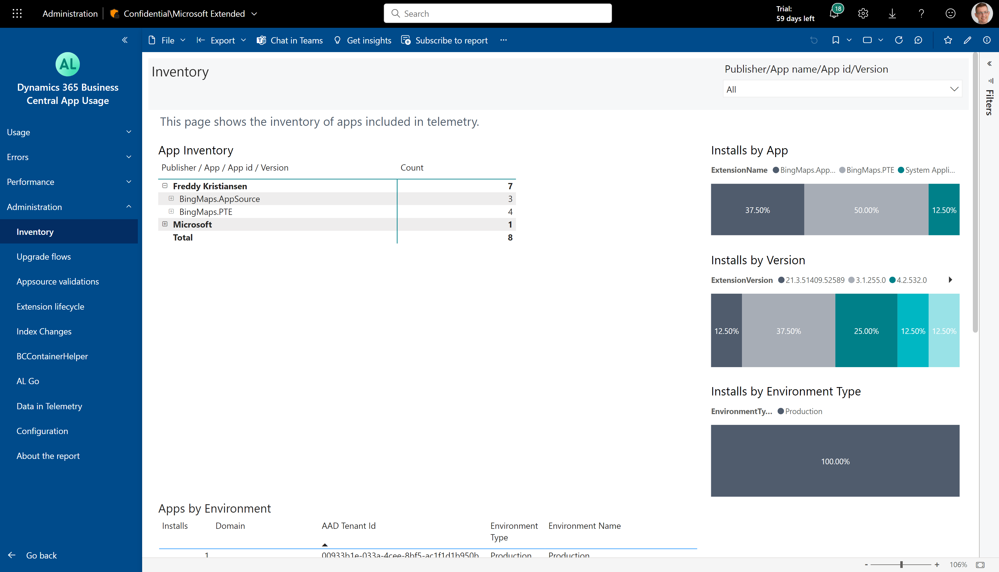 Administration
Confidential\Microsoft Extended
Search
Trial:
59 days left
18
File
Export
Chat in Teams
Get insights
Subscribe to report
AL
Dynamics 365 Business
Central App Usage
Usage
Errors
Performance
Administration
Inventory
Upgrade flows
Appsource validations
Extension lifecycle
Index Changes
BCContainerHelper
AL Go
Data in Telemetry
Configuration
About the report
Go back
Inventory
Publisher/App name/App id/Version
All
Filters
This page shows the inventory of apps included in telemetry.
App Inventory
Publisher / App / App id / Version Count
Freddy Kristiansen 7
BingMaps.AppSource 3
BingMaps.PTE 4
Microsoft 1
Total 8
Installs by App
ExtensionName BingMaps.App... BingMaps.PTE System Appli...
37.50% 50.00% 12.50%
Installs by Version
ExtensionVersion 21.3.51409.52589 3.1.255.0 4.2.532.0
12.50% 37.50% 25.00% 12.50% 12.50%
Installs by Environment Type
EnvironmentTy... Production
100.00%
Apps by Environment
Installs Domain AAD Tenant Id Environment Type Environment Name
1 00933b1e-033a-4cee-8bf5-ac1f1d1b950b Production Production
106%